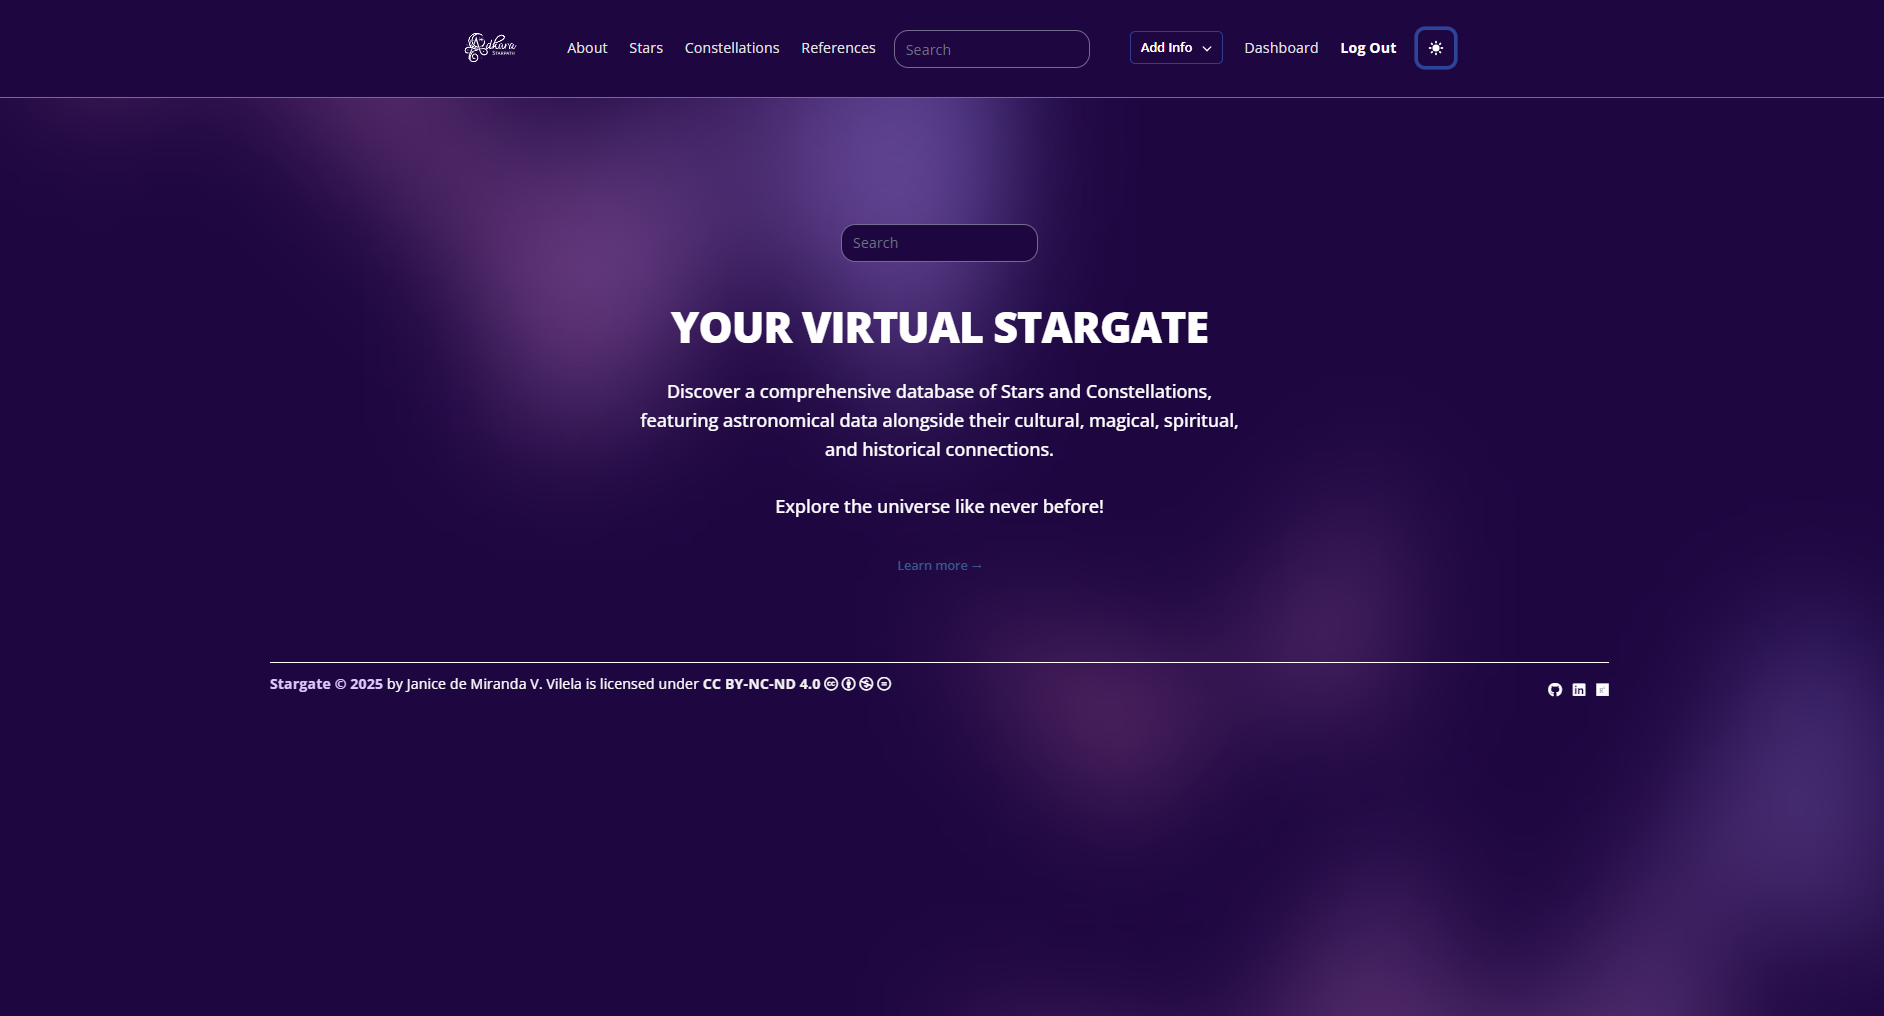 Adhara
STARPATH
About
Stars
Constellations
References
Search
Add Info
Dashboard
Log Out
Search
YOUR VIRTUAL STARGATE
Discover a comprehensive database of Stars and Constellations,
featuring astronomical data alongside their cultural, magical, spiritual,
and historical connections.
Explore the universe like never before!
Learn more →
Stargate © 2025 by Janice de Miranda V. Vilela is licensed under CC BY-NC-ND 4.0